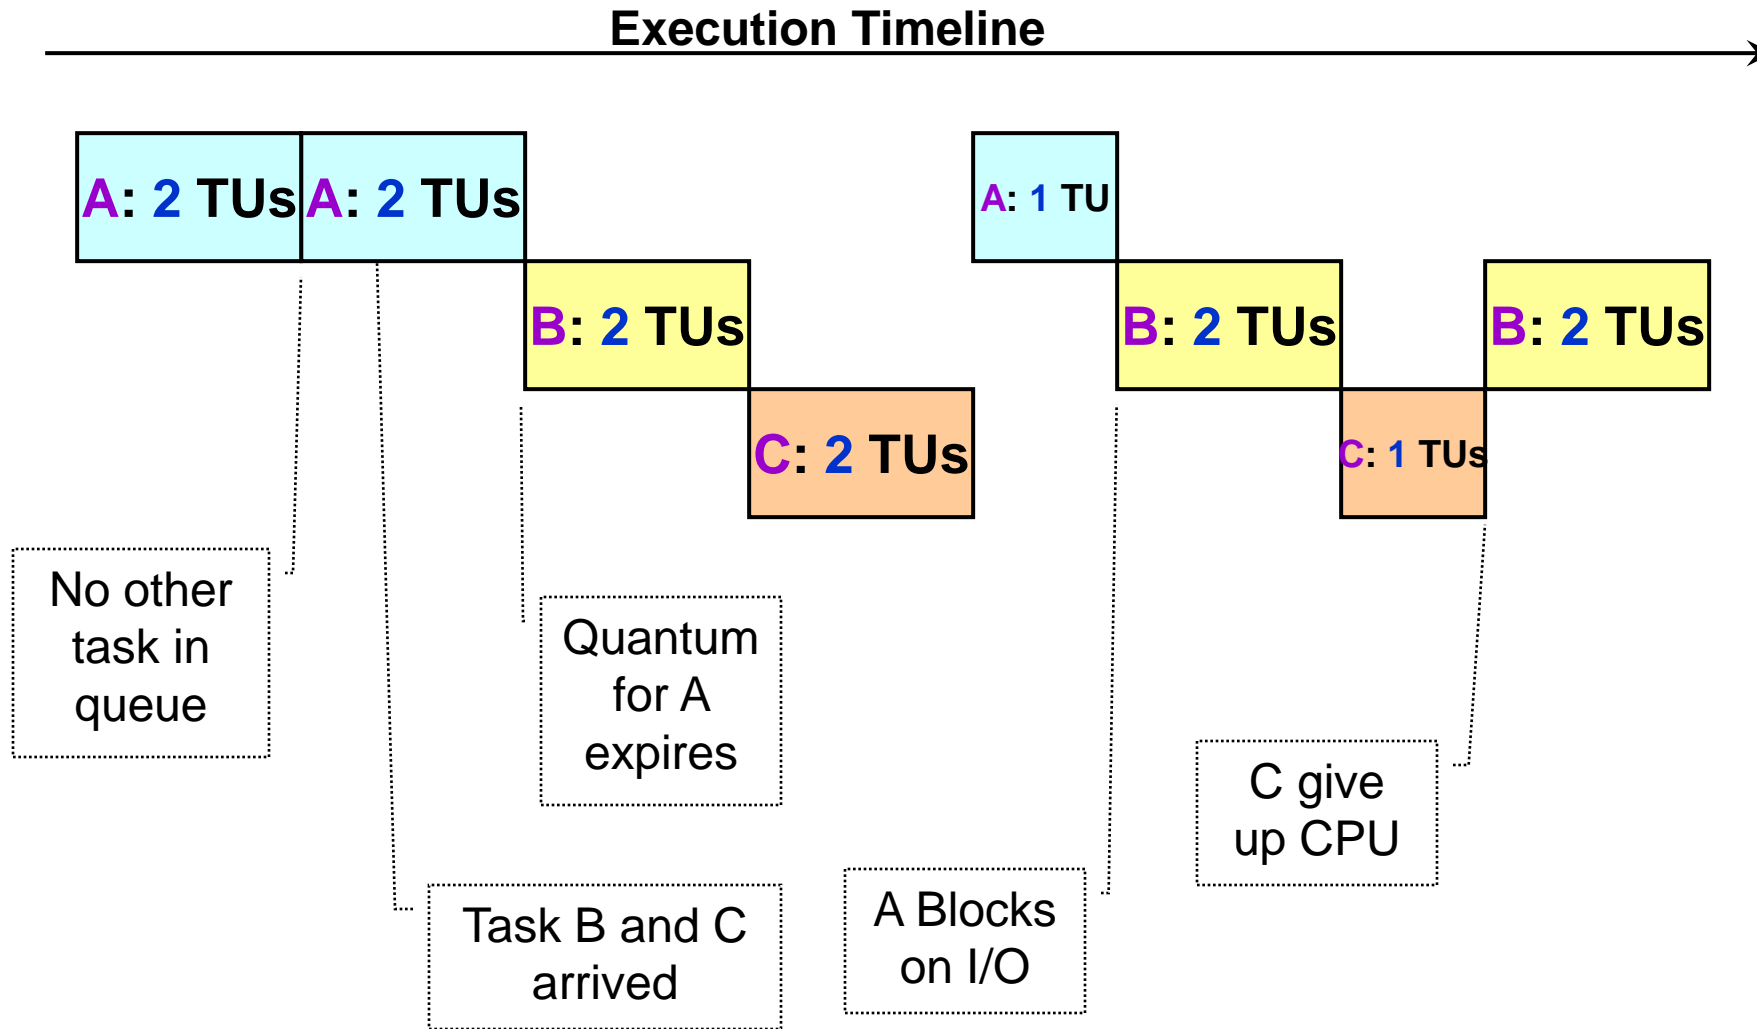 Execution Timeline
A: 2 TUs
A: 2 TUs
A: 1 TU
B: 2 TUs
B: 2 TUs
B: 2 TUs
C: 2 TUs
C: 1 TUs
No other
task in
queue
Quantum
for A
expires
Task B and C
arrived
A Blocks
on I/O
C give
up CPU